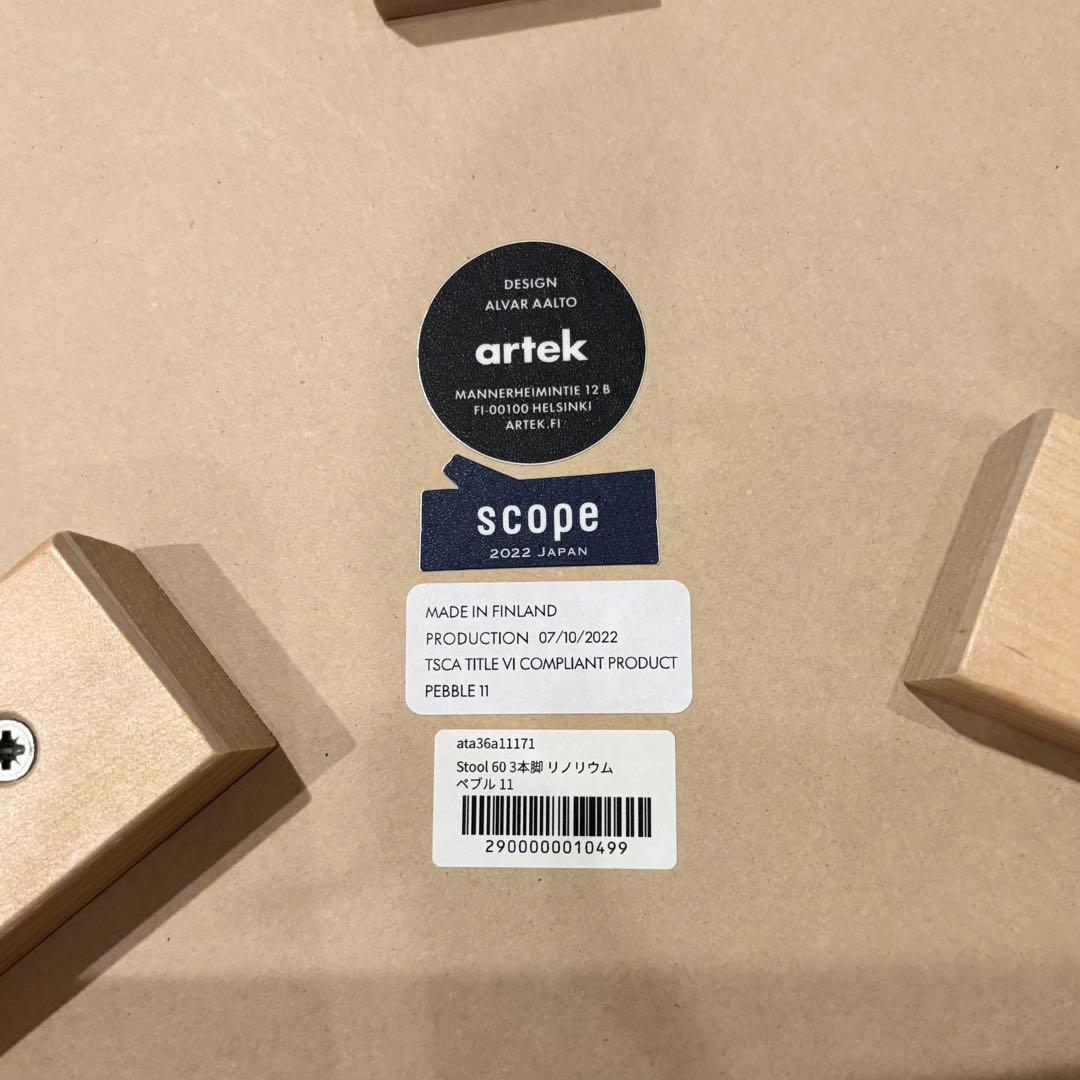 DESIGN
ALVAR AALTO
artek
MANNERHEIMINTIE 12 B
FI-00100 HELSINKI
ARTEK.FI
scope
2022 JAPAN
MADE IN FINLAND
PRODUCTION 07/10/2022
TSCA TITLE VI COMPLIANT PRODUCT
PEBBLE 11
ata36a11171
Stool 60 3本脚 リノリウム
ペブル 11
2900000010499